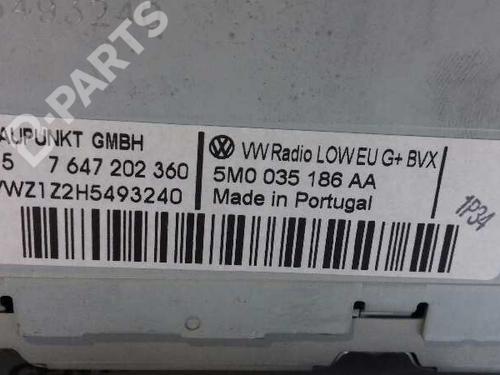 D-PARTS
AUPUNKT GMBH
5 7 647 202 360
VWZ1Z2H5493240
VW Radio LOW EU G+ BVX
5M0 035 186 AA
Made in Portugal
1P34